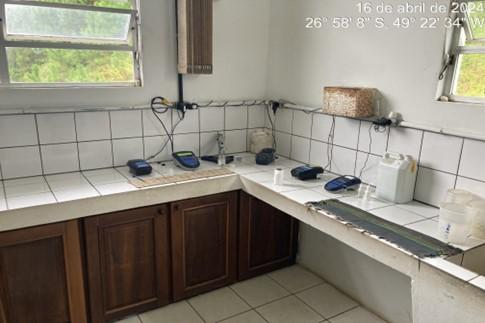 16 de abril de 2024
26° 58' 8" S, 49° 22' 34" W